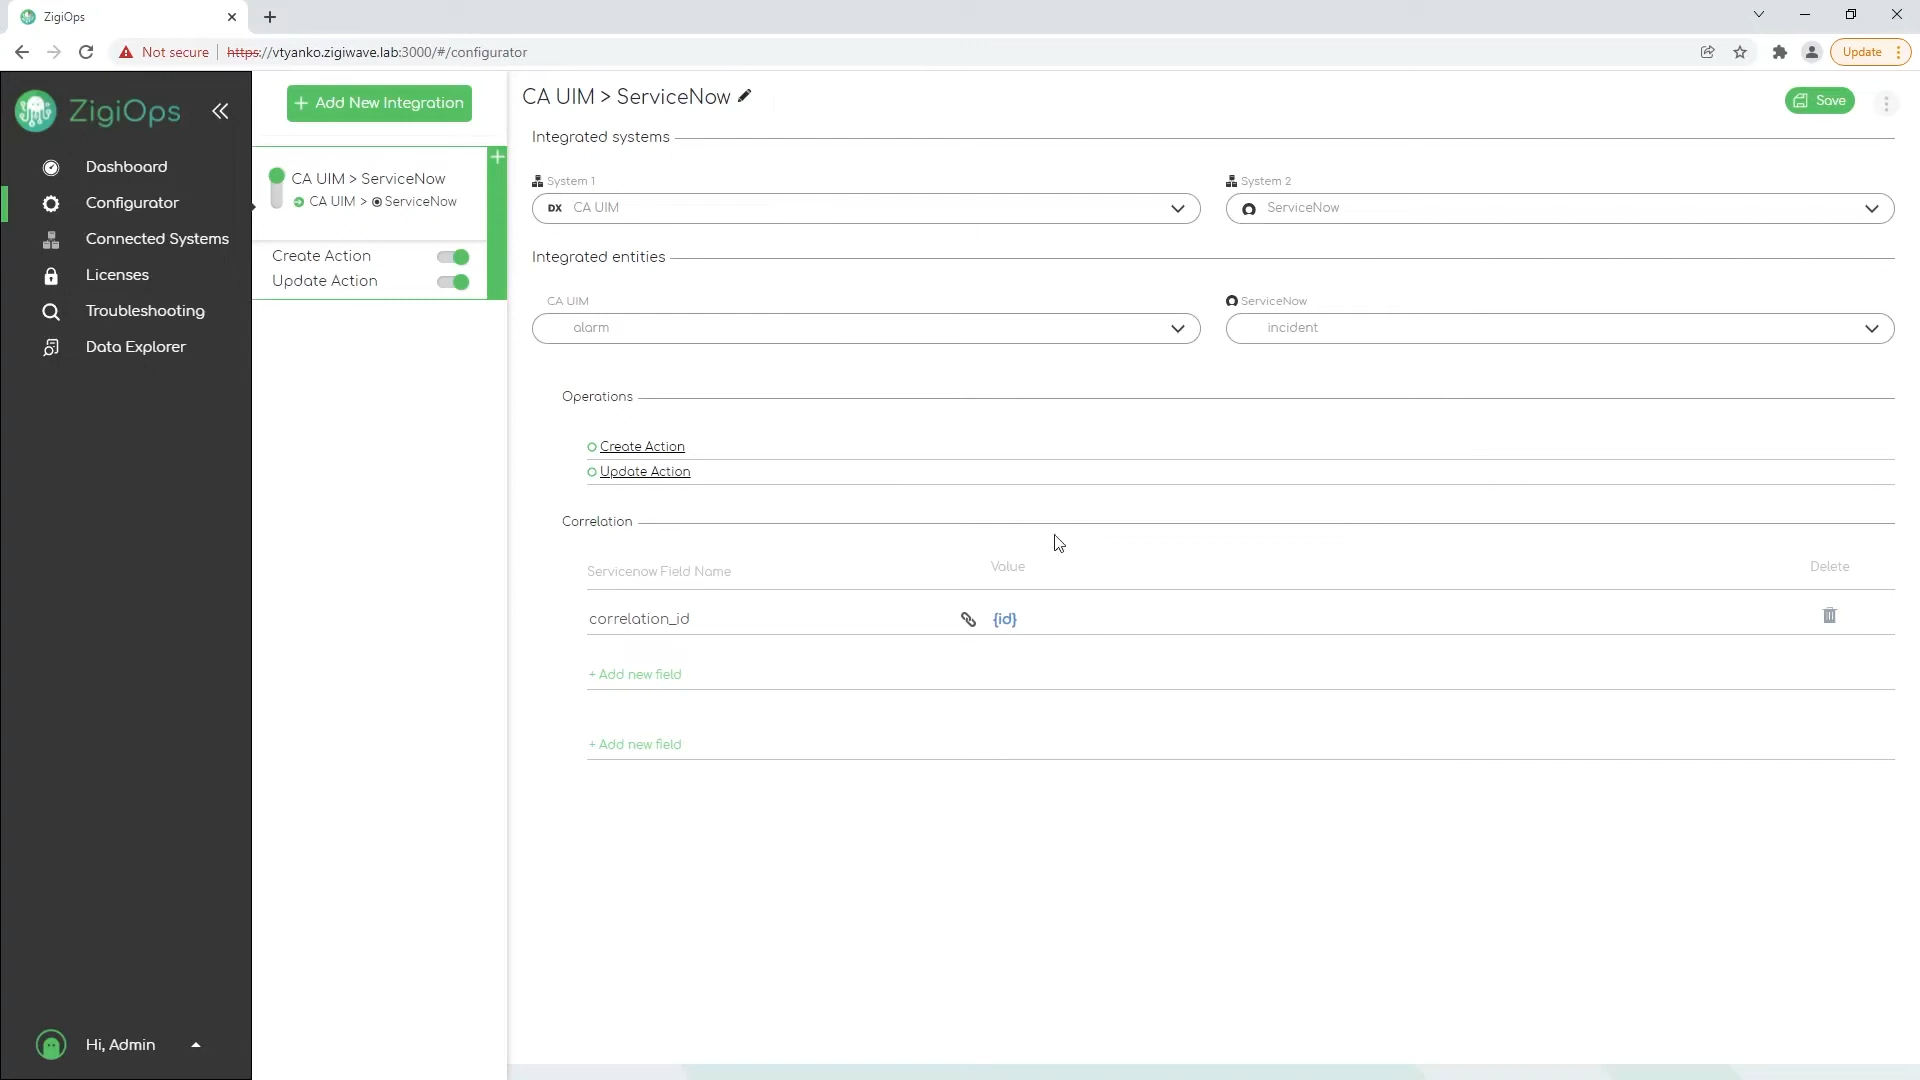 ZigiOps
Not secure
https://vtyanko.zigiwave.lab:3000/#/configurator
Update
ZigiOps
Dashboard
Configurator
Connected Systems
Licenses
Troubleshooting
Data Explorer
Hi, Admin
+ Add New Integration
CA UIM > ServiceNow
CA UIM > ServiceNow
Create Action
Update Action
CA UIM > ServiceNow
Save
Integrated systems
System 1
System 2
DX CA UIM
ServiceNow
Integrated entities
CA UIM
ServiceNow
alarm
incident
Operations
Create Action
Update Action
Correlation
Servicenow Field Name
Value
Delete
correlation_id
{id}
+ Add new field
+ Add new field